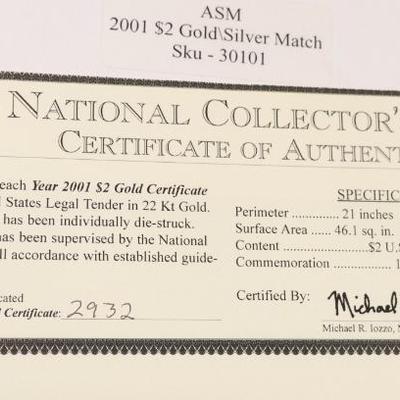 ASM
2001 $2 Gold\Silver Match
Sku - 30101
NATIONAL COLLECTOR'
CERTIFICATE OF AUTHENT
each Year 2001 $2 Gold Certificate
States Legal Tender in 22 Kt Gold.
has been individually die-struck.
as been supervised by the National
ll accordance with established guide-
cated
Certificate: 2932
SPECIFIC
Perimeter ............ 21 inches
Surface Area ..... 46.1 sq. in.
Content ................ $2 U.S
Commemoration ............ 1
Certified By: Michael
Michael R. Iozzo, N